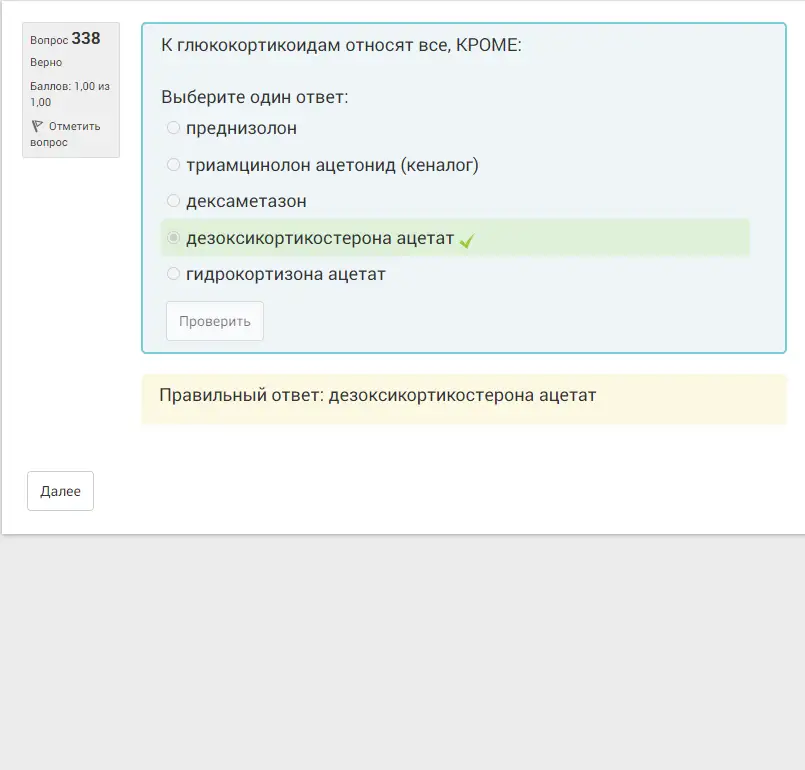 Вопрос 338
Верно
Баллов: 1,00 из
1,00
Отметить
вопрос
К глюкокортикоидам относят все, КРОМЕ:
Выберите один ответ:
преднизолон
триамцинолон ацетонид (кеналог)
дексаметазон
дезоксикортикостерона ацетат
гидрокортизона ацетат
Проверить
Правильный ответ: дезоксикортикостерона ацетат
Далее